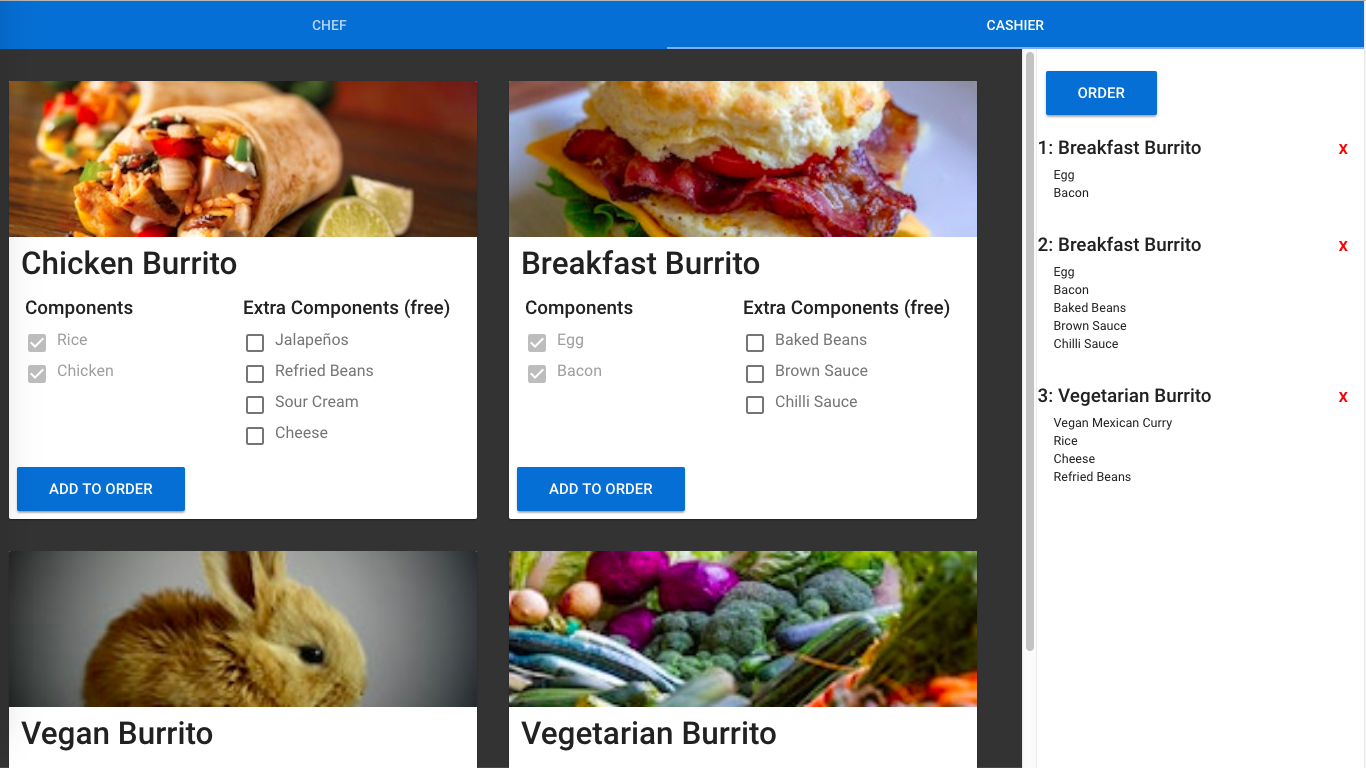 CHEF
CASHIER
Chicken Burrito
Components
Extra Components (free)
Rice
Jalapeños
Chicken
Refried Beans
Sour Cream
Cheese
ADD TO ORDER
Breakfast Burrito
Components
Extra Components (free)
Egg
Baked Beans
Bacon
Brown Sauce
Chilli Sauce
ADD TO ORDER
Vegan Burrito
Vegetarian Burrito
ORDER
1: Breakfast Burrito X
Egg
Bacon
2: Breakfast Burrito X
Egg
Bacon
Baked Beans
Brown Sauce
Chilli Sauce
3: Vegetarian Burrito X
Vegan Mexican Curry
Rice
Cheese
Refried Beans